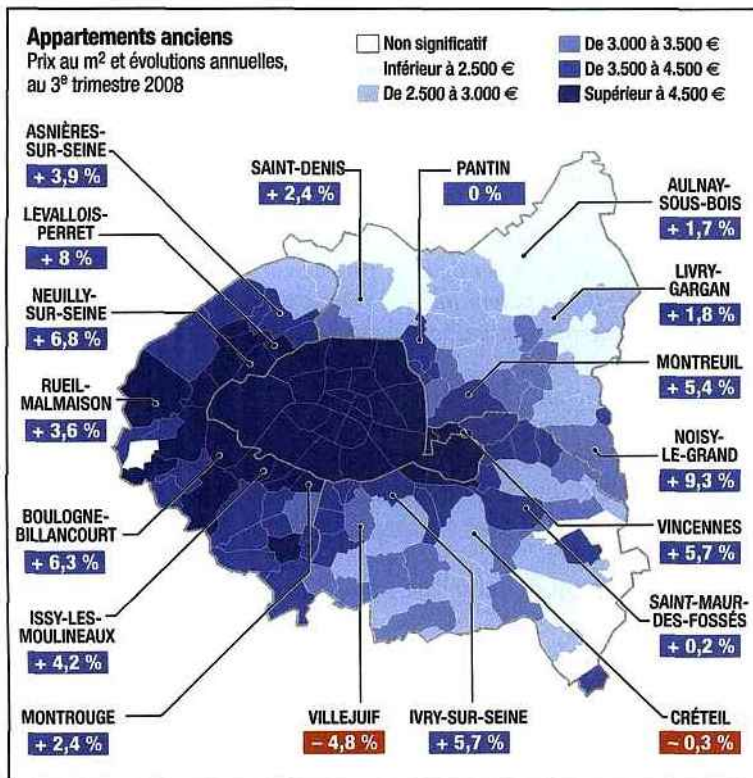 Appartements anciens
Prix au m² et évolutions annuelles,
au 3e trimestre 2008
Non significatif
Inférieur à 2.500 €
De 2.500 à 3.000 €
De 3.000 à 3.500 €
De 3.500 à 4.500 €
Supérieur à 4.500 €
ASNIÈRES-
SUR-SEINE
+ 3,9 %
LEVALLOIS-
PERRET
+ 8 %
NEUILLY-
SUR-SEINE
+ 6,8 %
RUEIL-
MALMAISON
+ 3,6 %
BOULOGNE-
BILLANCOURT
+ 6,3 %
ISSY-LES-
MOULINEAUX
+ 4,2 %
MONTROUGE
+ 2,4 %
SAINT-DENIS
+ 2,4 %
PANTIN
0 %
AULNAY-
SOUS-BOIS
+ 1,7 %
LIVRY-
GARGAN
+ 1,8 %
MONTREUIL
+ 5,4 %
NOISY-
LE-GRAND
+ 9,3 %
VINCENNES
+ 5,7 %
SAINT-MAUR-
DES-FOSSÉS
+ 0,2 %
VILLEJUIF
– 4,8 %
IVRY-SUR-SEINE
+ 5,7 %
CRÉTEIL
– 0,3 %